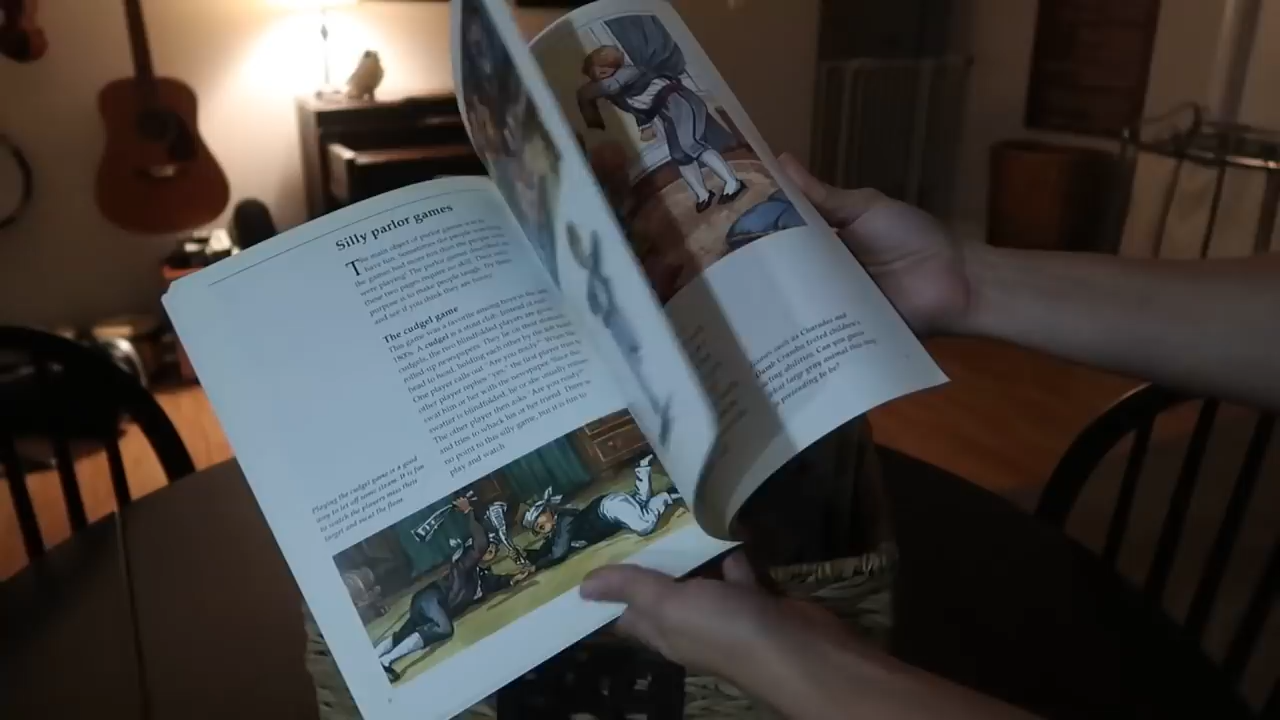 Silly parlor games
The main object of parlor games was to
have fun. Sometimes the people watching
the games had more fun than the people who
were playing! The parlor games described on
these two pages require no skill. Their only
purpose is to make people laugh. Try them
and see if you think they are funny.
The cudgel game
This game was a favorite among boys in the late
1800s. A cudgel is a stout club. Instead of real
cudgels, the two blindfolded players are given
rolled-up newspapers. They lie on their stomachs
head to head, holding each other by the left hand.
One player calls out "Are you ready?" When the
other player replies "yes," the first player tries to
swat him or her with the newspaper. Since the
swatter is blindfolded, he or she usually misses.
The other player then asks "Are you ready?"
and tries to whack his or her friend. There is
no point to this silly game, but it is fun to
play and watch.
Playing the cudgel game is a good
way to let off some steam. It is fun
to watch the players miss their
target and swat the floor.
Games such as Charades and
Dumb Crambo tested children's
acting abilities. Can you guess
what large gray animal this boy
is pretending to be?